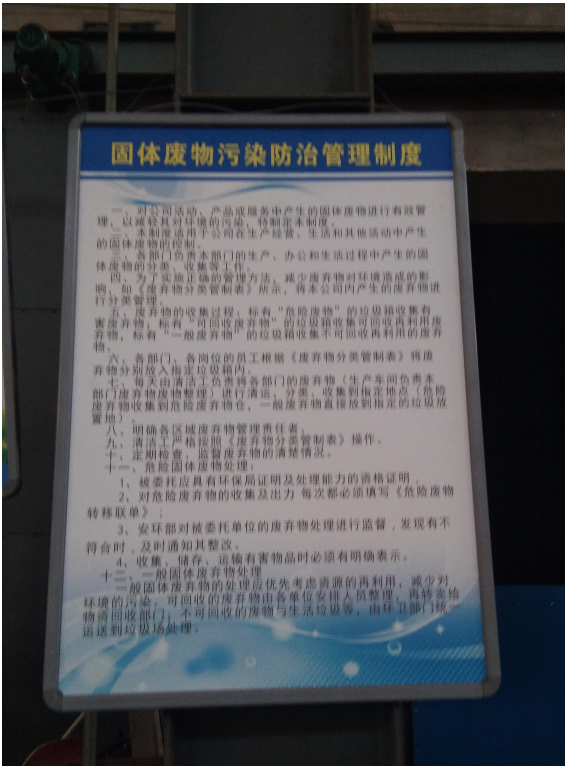 固体废物污染防治管理制度
一、对公司活动、产品或服务中产生的固体废物进行有效管
理，以减轻其对环境的污染，特制定本制度。
二、本制度适用于公司在生产经营、生活和其他活动中产生
的固体废物的控制。
三、各部门负责本部门的生产、办公和生活过程中产生的固
体废物的分类、收集等工作。
四、为了实施正确的管理方法，减少废弃物对环境造成的影
响，如《废弃物分类管制表》所示，将本公司内产生的废弃物进
行分类管理。
五、废弃物的收集过程：标有“危险废物”的垃圾箱收集有
害废弃物；标有“可回收废弃物”的垃圾箱收集可回收再利用废
弃物，标有“一般废弃物”的垃圾箱收集不可回收再利用的废弃
物。
六、各部门、各岗位的员工根据《废弃物分类管制表》将废
弃物分别放入指定垃圾箱内。
七、每天由清洁工负责将各部门的废弃物（生产车间负责本
部门废弃物废物整理）进行清运、分类、收集到指定地点（危险
废弃物收集到危险废弃物仓，一般废弃物直接放到指定的垃圾放
置地）。
八、明确各区域废弃物管理责任者。
九、清洁工严格按照《废弃物分类管制表》操作。
十、定期检查、监督废弃物的清楚情况。
十一、危险固体废物处理：
1、被委托应具有环保局证明及处理能力的资格证明，
2、对危险废弃物的收集及出力 每次都必须填写《危险废物
转移联单》；
3、安环部对被委托单位的废弃物处理进行监督，发现有不
符合时，及时通知其整改。
4、收集、储存、运输有害物品时必须有明确表示。
十二、一般固体废弃物处理
一般固体废弃物的处理应优先考虑资源的再利用，减少对
环境的污染。可回收的废弃物由各单位安排人员整理，再转卖给
物资回收部门；不可回收的废物与生活垃圾等，由环卫部门统一
运送到垃圾场处理。